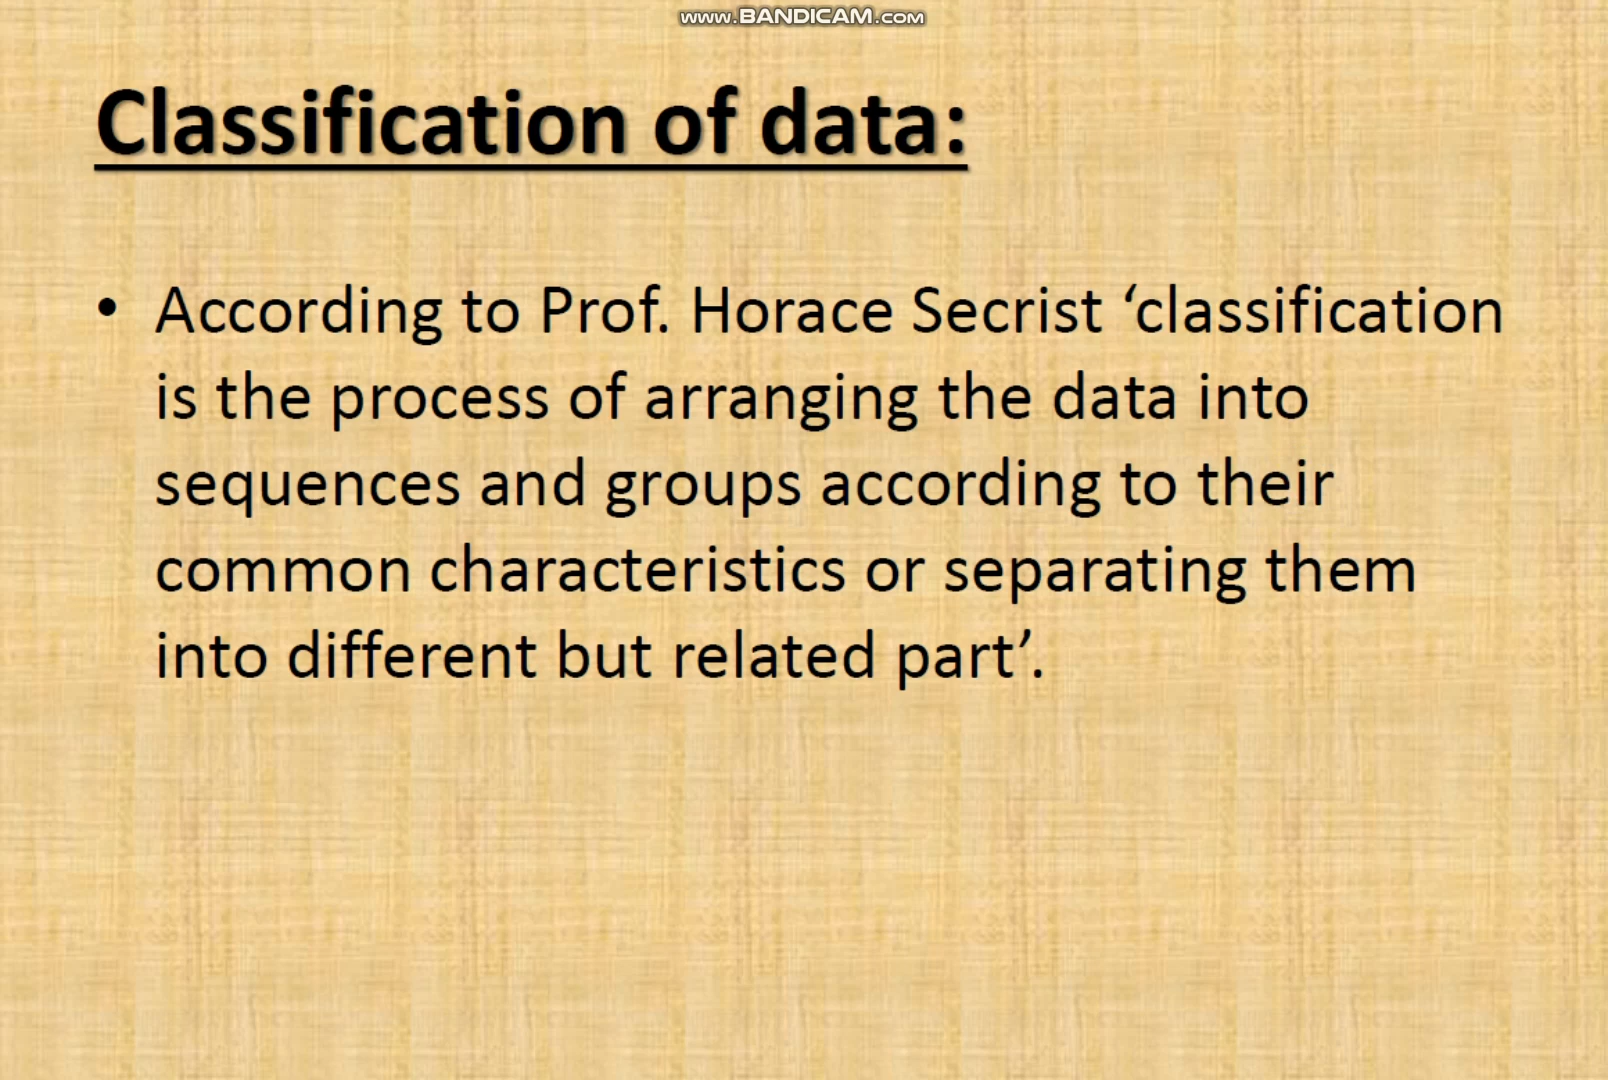 www.BANDICAM.com
Classification of data:
• According to Prof. Horace Secrist ‘classification
is the process of arranging the data into
sequences and groups according to their
common characteristics or separating them
into different but related part’.